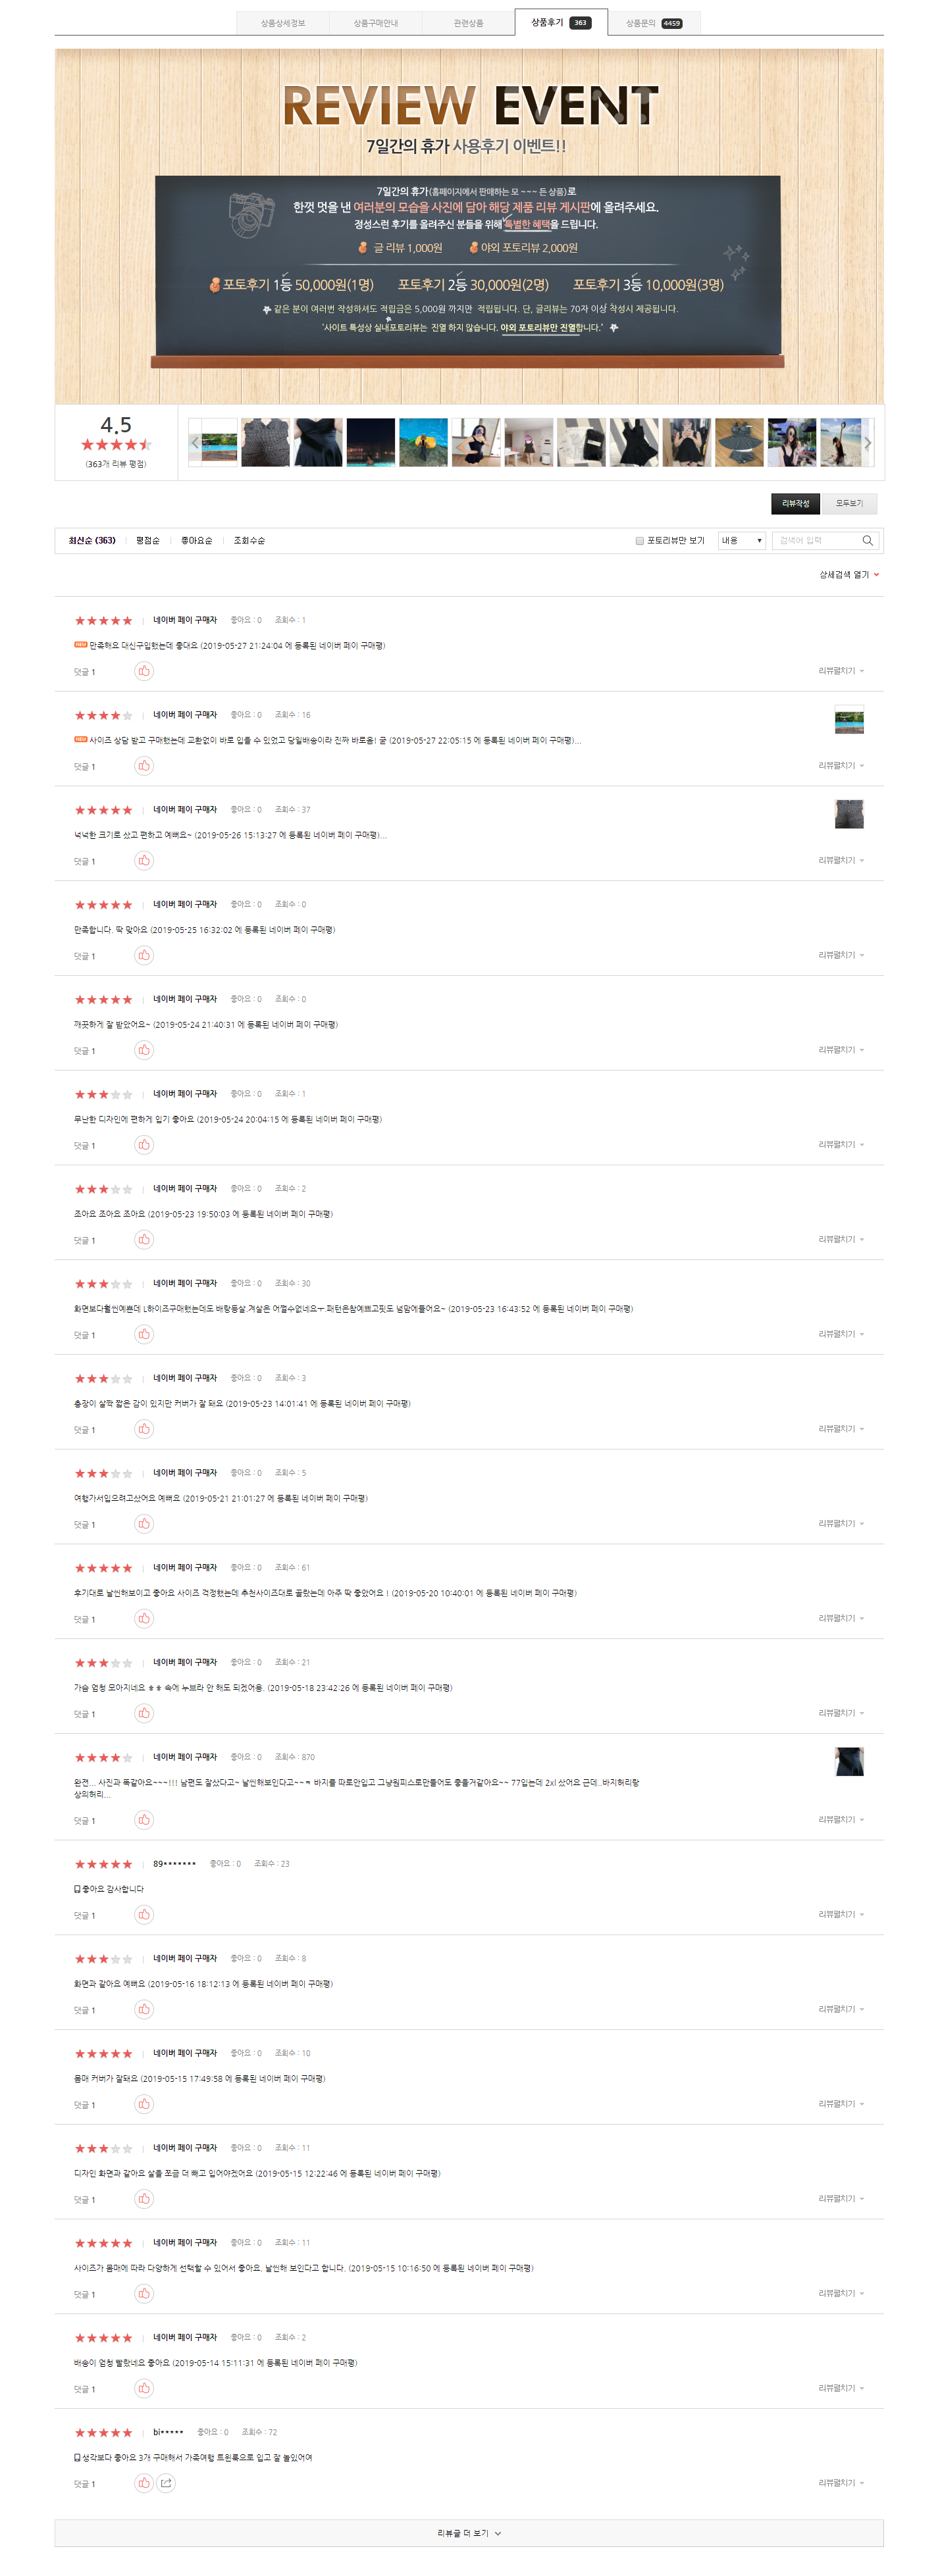 상품상세정보 상품구매안내 관련상품 상품후기 363 상품문의 4459
REVIEW EVENT
7일간의 휴가 사용후기 이벤트!!
7일간의 휴가(홈페이지에서 판매하는 모 ~~~ 든 상품)로
한껏 멋을 낸 여러분의 모습을 사진에 담아 해당 제품 리뷰 게시판에 올려주세요.
정성스런 후기를 올려주신 분들을 위해 특별한 혜택을 드립니다.
글 리뷰 1,000원 야외 포토리뷰 2,000원
포토후기 1등 50,000원(1명) 포토후기 2등 30,000원(2명) 포토후기 3등 10,000원(3명)
같은 분이 여러번 작성하셔도 적립금은 5,000원 까지만 적립됩니다. 단, 글리뷰는 70자 이상 작성시 제공됩니다.
'사이트 특성상 실내포토리뷰는 진열 하지 않습니다. 야외 포토리뷰만 진열합니다.'
4.5
(363개 리뷰 평점)
리뷰작성 모두보기
최신순 (363) 평점순 좋아요순 조회수순 포토리뷰만 보기 내용 검색어 입력
상세검색 열기
★★★★★ 네이버 페이 구매자 좋아요 : 0 조회수 : 1
NEW 만족해요 대신구입했는데 좋대요 (2019-05-27 21:24:04 에 등록된 네이버 페이 구매평)
댓글 1 리뷰펼치기
★★★★★ 네이버 페이 구매자 좋아요 : 0 조회수 : 16
NEW 사이즈 상담 받고 구매했는데 교환없이 바로 입을 수 있었고 당일배송이라 진짜 바로옴! 굳 (2019-05-27 22:05:15 에 등록된 네이버 페이 구매평)...
댓글 1 리뷰펼치기
★★★★★ 네이버 페이 구매자 좋아요 : 0 조회수 : 37
넉넉한 크기로 샀고 편하고 예뻐요~ (2019-05-26 15:13:27 에 등록된 네이버 페이 구매평)...
댓글 1 리뷰펼치기
★★★★★ 네이버 페이 구매자 좋아요 : 0 조회수 : 0
만족합니다. 딱 맞아요 (2019-05-25 16:32:02 에 등록된 네이버 페이 구매평)
댓글 1 리뷰펼치기
★★★★★ 네이버 페이 구매자 좋아요 : 0 조회수 : 0
깨끗하게 잘 받았어요~ (2019-05-24 21:40:31 에 등록된 네이버 페이 구매평)
댓글 1 리뷰펼치기
★★★★★ 네이버 페이 구매자 좋아요 : 0 조회수 : 1
무난한 디자인에 편하게 입기 좋아요 (2019-05-24 20:04:15 에 등록된 네이버 페이 구매평)
댓글 1 리뷰펼치기
★★★★★ 네이버 페이 구매자 좋아요 : 0 조회수 : 2
조아요 조아요 조아요 (2019-05-23 19:50:03 에 등록된 네이버 페이 구매평)
댓글 1 리뷰펼치기
★★★★★ 네이버 페이 구매자 좋아요 : 0 조회수 : 30
화면보다훨씬예쁜데 L하이즈구매했는데도 배랑등살.겨살은 어쩔수없네요ㅜ.패턴은참예쁘고핏도 넘맘에들어요~ (2019-05-23 16:43:52 에 등록된 네이버 페이 구매평)
댓글 1 리뷰펼치기
★★★★★ 네이버 페이 구매자 좋아요 : 0 조회수 : 3
총장이 살짝 짧은 감이 있지만 커버가 잘 돼요 (2019-05-23 14:01:41 에 등록된 네이버 페이 구매평)
댓글 1 리뷰펼치기
★★★★★ 네이버 페이 구매자 좋아요 : 0 조회수 : 5
여행가서입으려고샀어요 예뻐요 (2019-05-21 21:01:27 에 등록된 네이버 페이 구매평)
댓글 1 리뷰펼치기
★★★★★ 네이버 페이 구매자 좋아요 : 0 조회수 : 61
후기대로 날씬해보이고 좋아요 사이즈 걱정했는데 추천사이즈대로 골랐는데 아주 딱 좋았어요 ! (2019-05-20 10:40:01 에 등록된 네이버 페이 구매평)
댓글 1 리뷰펼치기
★★★★★ 네이버 페이 구매자 좋아요 : 0 조회수 : 21
가슴 엄청 모아지네요 ㅎㅎ 속에 누브라 안 해도 되겠어용. (2019-05-18 23:42:26 에 등록된 네이버 페이 구매평)
댓글 1 리뷰펼치기
★★★★★ 네이버 페이 구매자 좋아요 : 0 조회수 : 870
완전... 사진과 똑같아요~~~!!! 남편도 잘샀다고~ 날씬해보인다고~~ㅋ 바지를 따로안입고 그냥원피스로만들어도 좋을거같아요~~ 77입는데 2xl 샀어요 근데..바지허리랑
상의허리...
댓글 1 리뷰펼치기
★★★★★ 89******* 좋아요 : 0 조회수 : 23
좋아요 감사합니다
댓글 1 리뷰펼치기
★★★★★ 네이버 페이 구매자 좋아요 : 0 조회수 : 8
화면과 같아요 예뻐요 (2019-05-16 18:12:13 에 등록된 네이버 페이 구매평)
댓글 1 리뷰펼치기
★★★★★ 네이버 페이 구매자 좋아요 : 0 조회수 : 10
몸매 커버가 잘돼요 (2019-05-15 17:49:58 에 등록된 네이버 페이 구매평)
댓글 1 리뷰펼치기
★★★★★ 네이버 페이 구매자 좋아요 : 0 조회수 : 11
디자인 화면과 같아요 살을 쪼금 더 빼고 입어야겠어요 (2019-05-15 12:22:46 에 등록된 네이버 페이 구매평)
댓글 1 리뷰펼치기
★★★★★ 네이버 페이 구매자 좋아요 : 0 조회수 : 11
사이즈가 몸매에 따라 다양하게 선택할 수 있어서 좋아요. 날씬해 보인다고 합니다. (2019-05-15 10:16:50 에 등록된 네이버 페이 구매평)
댓글 1 리뷰펼치기
★★★★★ 네이버 페이 구매자 좋아요 : 0 조회수 : 2
배송이 엄청 빨랐네요 좋아요 (2019-05-14 15:11:31 에 등록된 네이버 페이 구매평)
댓글 1 리뷰펼치기
★★★★★ bi***** 좋아요 : 0 조회수 : 72
생각보다 좋아요 3개 구매해서 가족여행 트윈룩으로 입고 잘 놀있어여
댓글 1 리뷰펼치기
리뷰글 더 보기